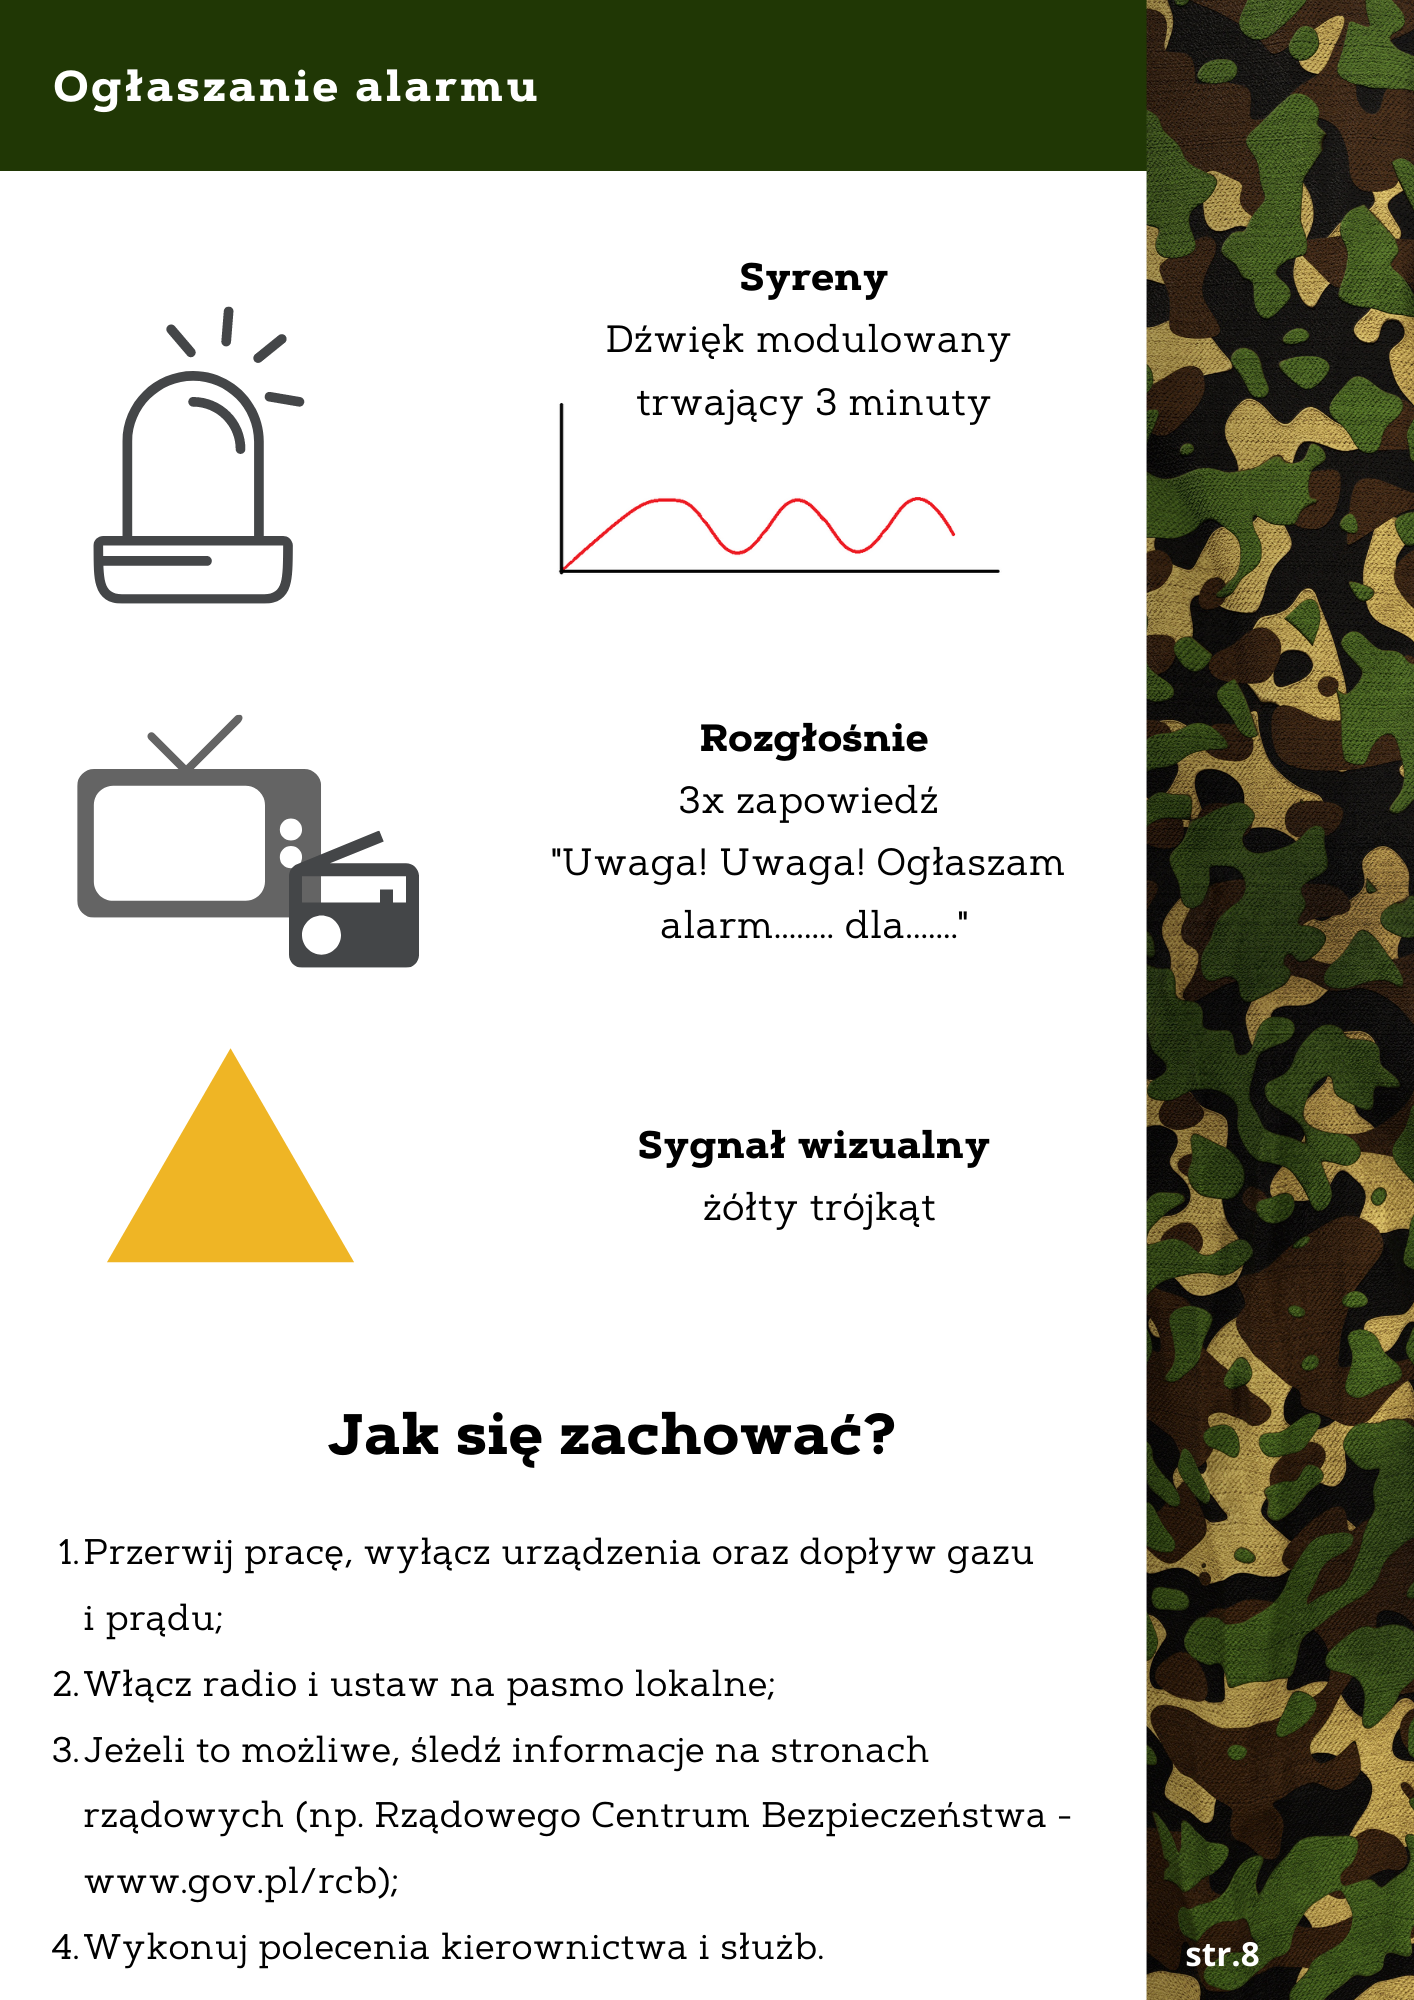 Ogłaszanie alarmu
Syreny
Dźwięk modulowany
trwający 3 minuty
Rozgłośnie
3x zapowiedź
"Uwaga! Uwaga! Ogłaszam
alarm........ dla......."
Sygnał wizualny
żółty trójkąt
Jak się zachować?
1. Przerwij pracę, wyłącz urządzenia oraz dopływ gazu
i prądu;
2. Włącz radio i ustaw na pasmo lokalne;
3. Jeżeli to możliwe, śledź informacje na stronach
rządowych (np. Rządowego Centrum Bezpieczeństwa -
www.gov.pl/rcb);
4. Wykonuj polecenia kierownictwa i służb.
str.8